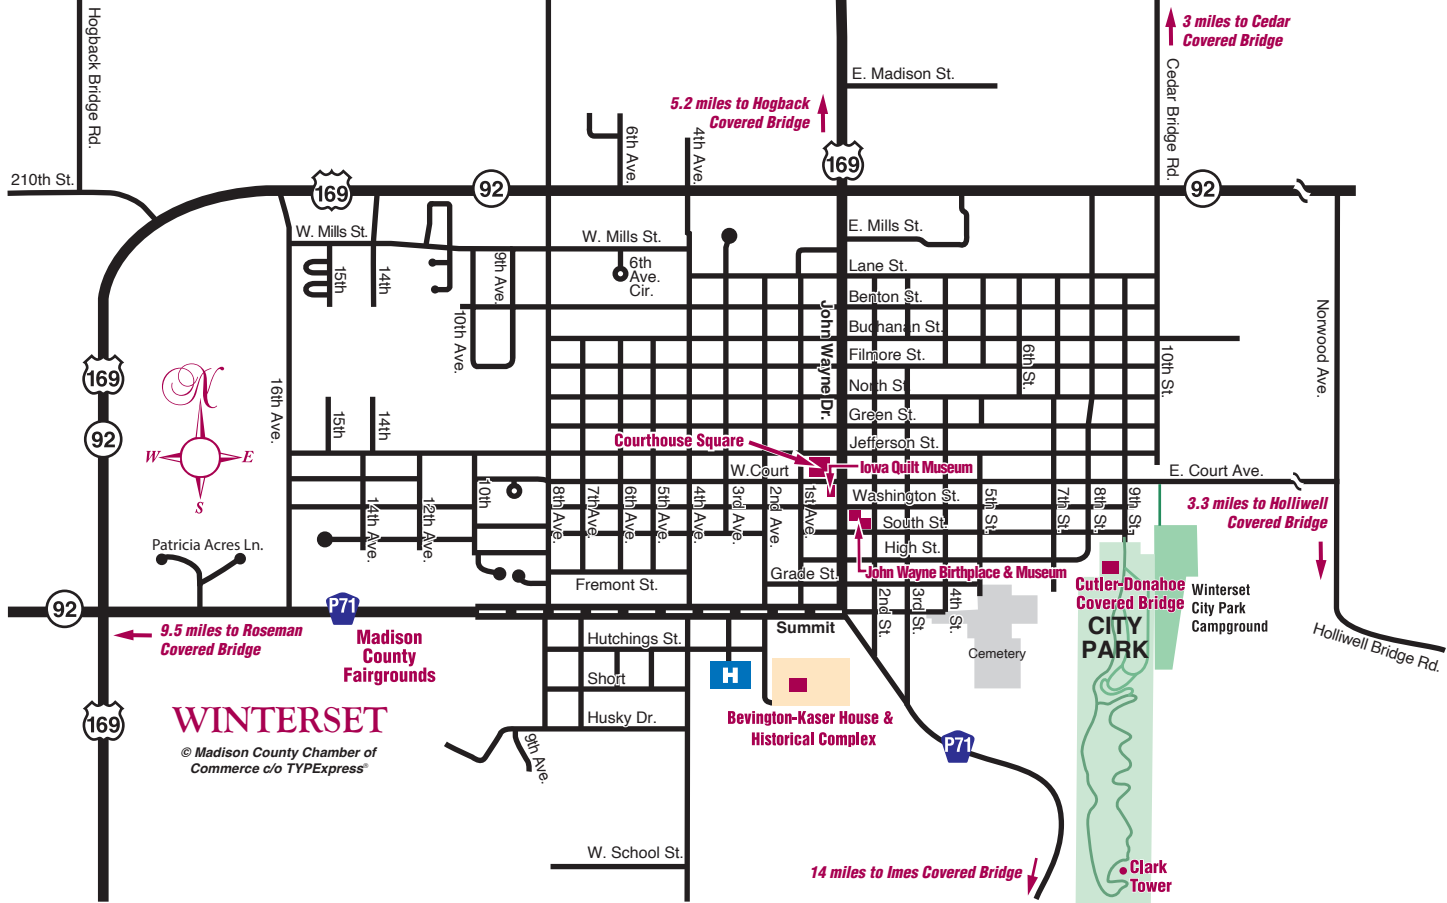 Hogback Bridge Rd.
3 miles to Cedar
Covered Bridge
Cedar Bridge Rd.
E. Madison St.
5.2 miles to Hogback
Covered Bridge
6th Ave.
4th Ave.
169
210th St.
169
92
92
W. Mills St.
W. Mills St.
E. Mills St.
15th
14th
9th Ave.
6th
Ave.
Cir.
Lane St.
Benton St.
10th Ave.
John Wayne Dr.
Buchanan St.
Norwood Ave.
Filmore St.
6th St.
10th St.
169
N
North St.
16th Ave.
15th
14th
Green St.
92
W
E
S
Courthouse Square
Jefferson St.
W.Court
Iowa Quilt Museum
E. Court Ave.
10th
8th Ave.
7th Ave.
6th Ave.
5th Ave.
4th Ave.
3rd Ave.
2nd Ave.
1st Ave.
Washington St.
5th St.
7th St.
8th St.
9th St.
3.3 miles to Holliwell
Covered Bridge
14th Ave.
12th Ave.
South St.
Patricia Acres Ln.
High St.
Fremont St.
Grade St.
John Wayne Birthplace & Museum
Cutler-Donahoe
Covered Bridge
Winterset
City Park
Campground
2nd St.
3rd St.
4th St.
92
P71
CITY
PARK
Summit
9.5 miles to Roseman
Covered Bridge
Madison
County
Fairgrounds
Hutchings St.
Cemetery
Holliwell Bridge Rd.
Short
H
169
WINTERSET
Husky Dr.
Bevington-Kaser House &
Historical Complex
9th Ave.
P71
© Madison County Chamber of
Commerce c/o TYPExpress®
W. School St.
14 miles to Imes Covered Bridge
Clark
Tower